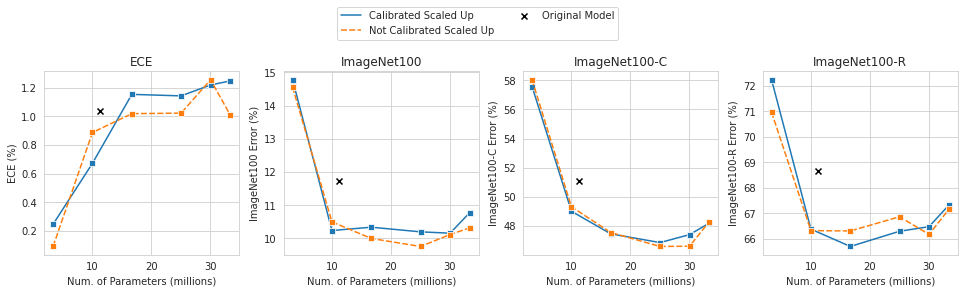 Calibrated Scaled Up
Not Calibrated Scaled Up
Original Model
ECE
ECE (%)
1.2
1.0
0.8
0.6
0.4
0.2
10
20
30
Num. of Parameters (millions)
ImageNet100
ImageNet100 Error (%)
15
14
13
12
11
10
10
20
30
Num. of Parameters (millions)
ImageNet100-C
ImageNet100-C Error (%)
58
56
54
52
50
48
10
20
30
Num. of Parameters (millions)
ImageNet100-R
ImageNet100-R Error (%)
72
71
70
69
68
67
66
10
20
30
Num. of Parameters (millions)